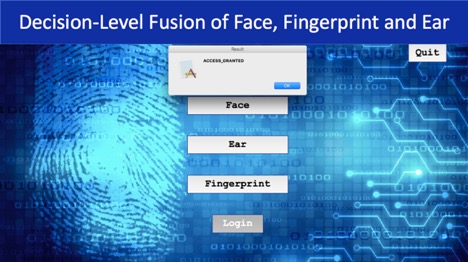 Decision-Level Fusion of Face, Fingerprint and Ear
Quit
Result
ACCESS_GRANTED
OK
Face
Ear
Fingerprint
Login